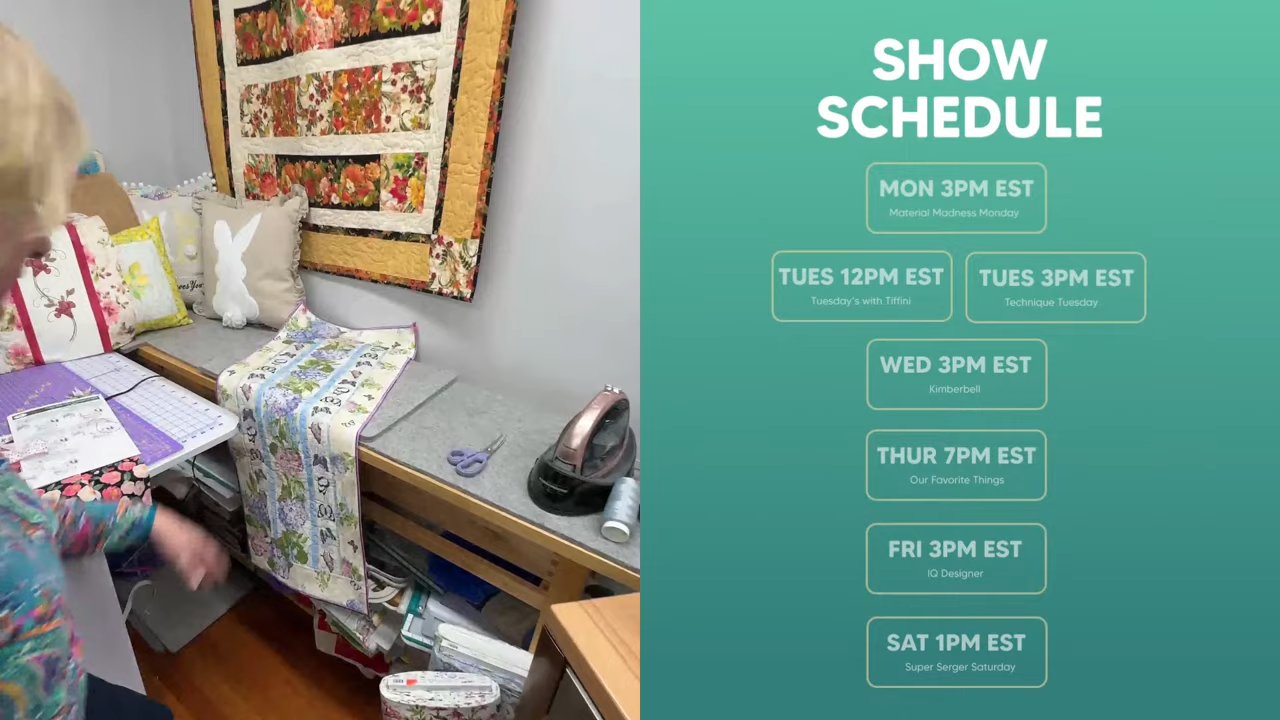 SHOW
SCHEDULE
MON 3PM EST
Material Madness Monday
TUES 12PM EST
Tuesday's with Tiffini
TUES 3PM EST
Technique Tuesday
WED 3PM EST
Kimberbell
THUR 7PM EST
Our Favorite Things
FRI 3PM EST
IQ Designer
SAT 1PM EST
Super Serger Saturday